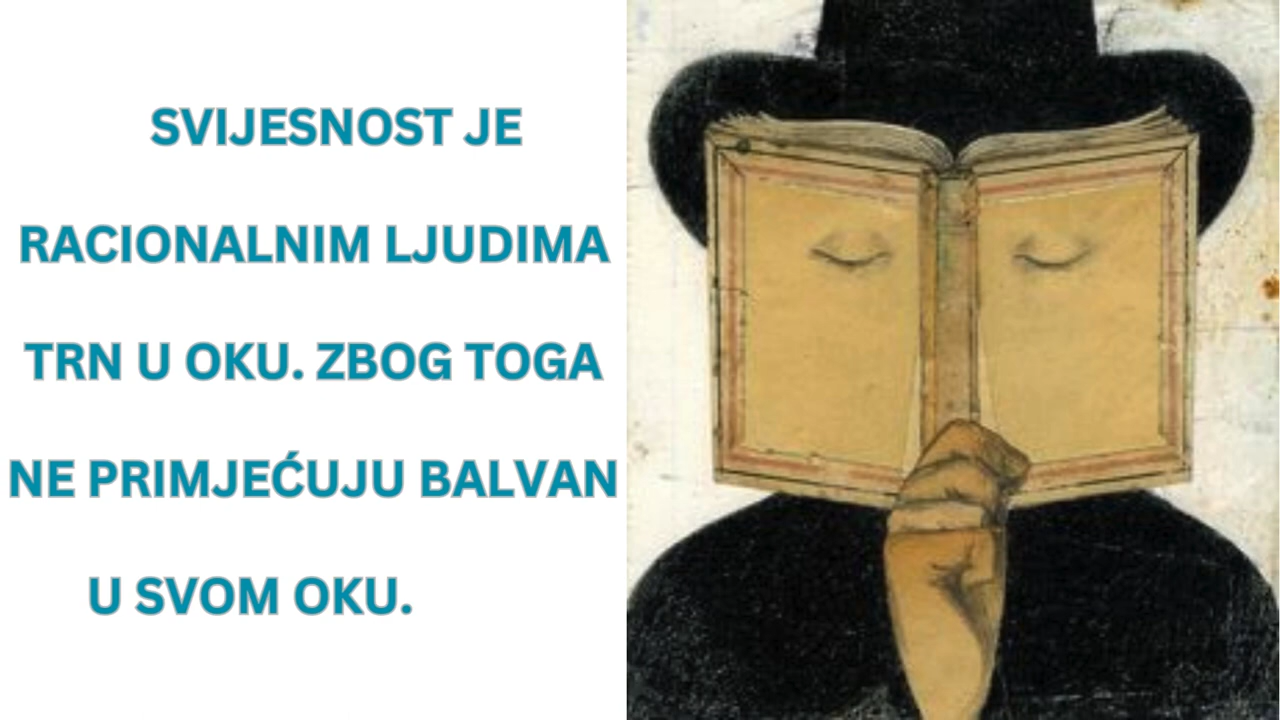 SVIJESNOST JE
RACIONALNIM LJUDIMA
TRN U OKU. ZBOG TOGA
NE PRIMJEĆUJU BALVAN
U SVOM OKU.